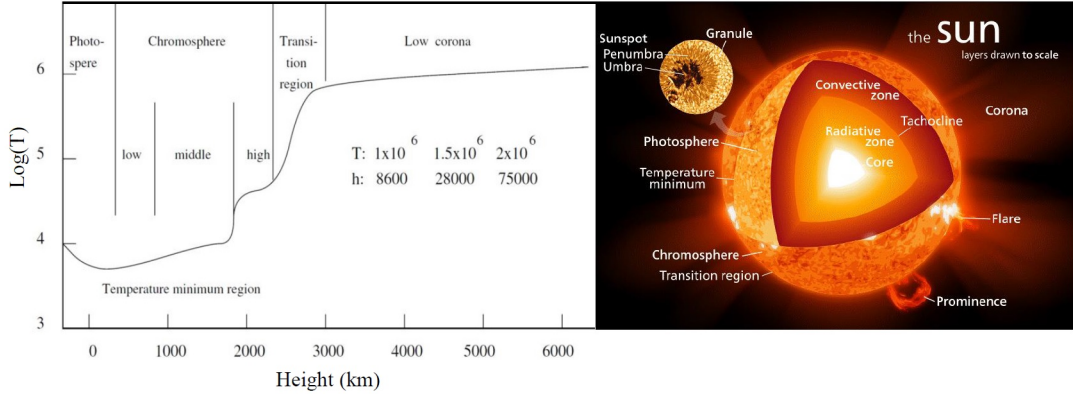 Photo-
spere
Chromosphere
Transi-
tion
region
Low corona
low
middle
high
T: 1x10^6 1.5x10^6 2x10^6
h: 8600 28000 75000
Temperature minimum region
Log(T)
6
5
4
3
0 1000 2000 3000 4000 5000 6000
Height (km)
the sun
layers drawn to scale
Sunspot
Penumbra
Umbra
Granule
Convective
zone
Corona
Tachocline
Radiative
zone
Core
Photosphere
Temperature
minimum
Flare
Chromosphere
Transition region
Prominence